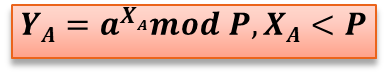 Y_A = a^{X_A} mod P, X_A < P